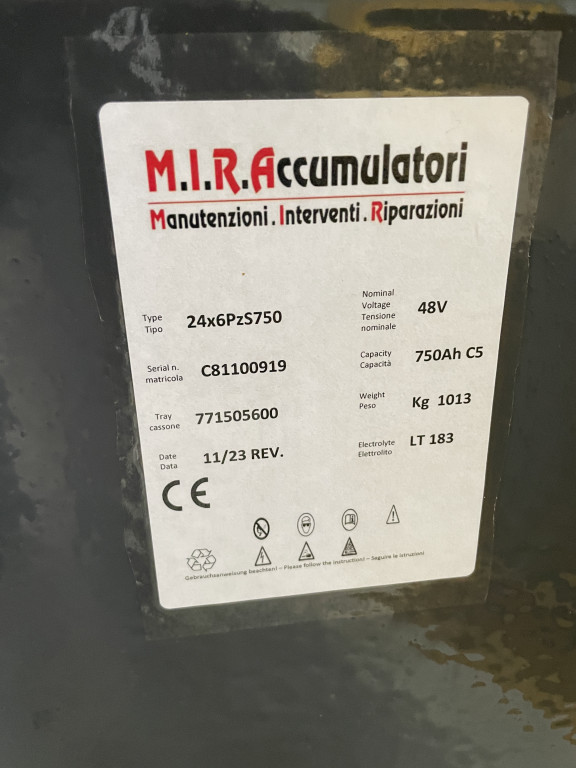 M.I.R.Accumulatori
Manutenzioni.Interventi.Riparazioni
Type
Tipo
24x6PzS750
Nominal
Voltage
Tensione
nominale
48V
Serial n.
matricola
C81100919
Capacity
Capacità
750Ah C5
Tray
cassone
771505600
Weight
Peso
Kg 1013
Date
Data
11/23 REV.
Electrolyte
Elettrolito
LT 183
CE
Gebrauchsanweisung beachten! – Please follow the instruction! – Seguire le istruzioni